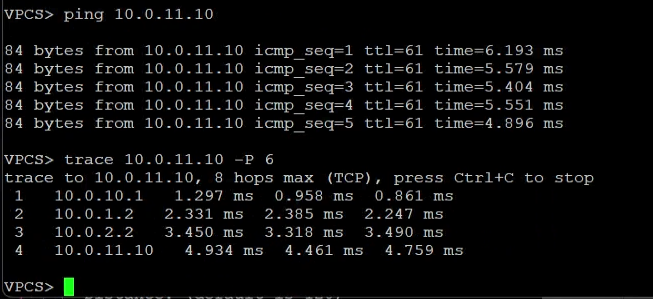 VPCS> ping 10.0.11.10
84 bytes from 10.0.11.10 icmp_seq=1 ttl=61 time=6.193 ms
84 bytes from 10.0.11.10 icmp_seq=2 ttl=61 time=5.579 ms
84 bytes from 10.0.11.10 icmp_seq=3 ttl=61 time=5.404 ms
84 bytes from 10.0.11.10 icmp_seq=4 ttl=61 time=5.551 ms
84 bytes from 10.0.11.10 icmp_seq=5 ttl=61 time=4.896 ms
VPCS> trace 10.0.11.10 -P 6
trace to 10.0.11.10, 8 hops max (TCP), press Ctrl+C to stop
1 10.0.10.1 1.297 ms 0.958 ms 0.861 ms
2 10.0.1.2 2.331 ms 2.385 ms 2.247 ms
3 10.0.2.2 3.450 ms 3.318 ms 3.490 ms
4 10.0.11.10 4.934 ms 4.461 ms 4.759 ms
VPCS>